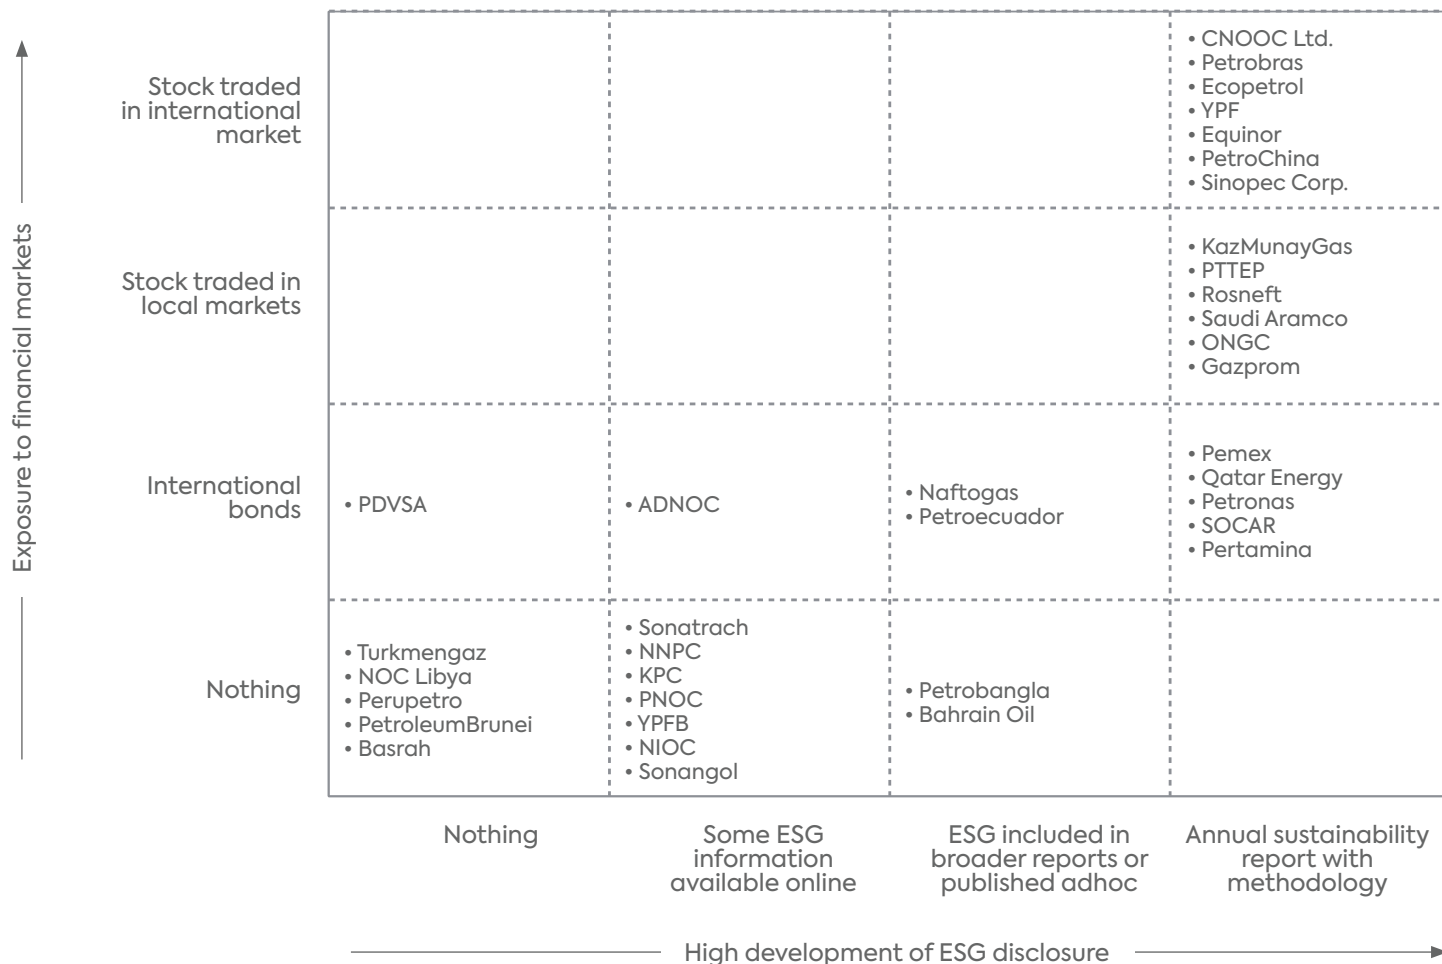 Exposure to financial markets
Stock traded
in international
market
• CNOOC Ltd.
• Petrobras
• Ecopetrol
• YPF
• Equinor
• PetroChina
• Sinopec Corp.
Stock traded in
local markets
• KazMunayGas
• PTTEP
• Rosneft
• Saudi Aramco
• ONGC
• Gazprom
International
bonds
• PDVSA
• ADNOC
• Naftogas
• Petroecuador
• Pemex
• Qatar Energy
• Petronas
• SOCAR
• Pertamina
Nothing
• Turkmengaz
• NOC Libya
• Perupetro
• PetroleumBrunei
• Basrah
• Sonatrach
• NNPC
• KPC
• PNOC
• YPFB
• NIOC
• Sonangol
• Petrobangla
• Bahrain Oil
Nothing
Some ESG
information
available online
ESG included in
broader reports or
published adhoc
Annual sustainability
report with
methodology
High development of ESG disclosure